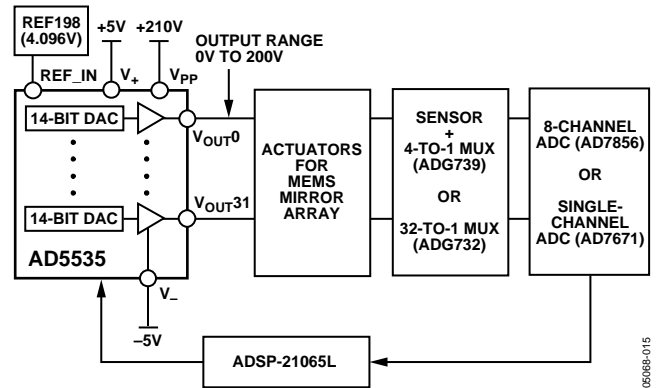 REF198
(4.096V)
+5V
+210V
OUTPUT RANGE
0V TO 200V
REF_IN
V+
VPP
14-BIT DAC
VOUT0
14-BIT DAC
VOUT31
AD5535
V–
–5V
ACTUATORS
FOR
MEMS
MIRROR
ARRAY
SENSOR
+
4-TO-1 MUX
(ADG739)
OR
32-TO-1 MUX
(ADG732)
8-CHANNEL
ADC (AD7856)
OR
SINGLE-
CHANNEL
ADC (AD7671)
ADSP-21065L
05068-015